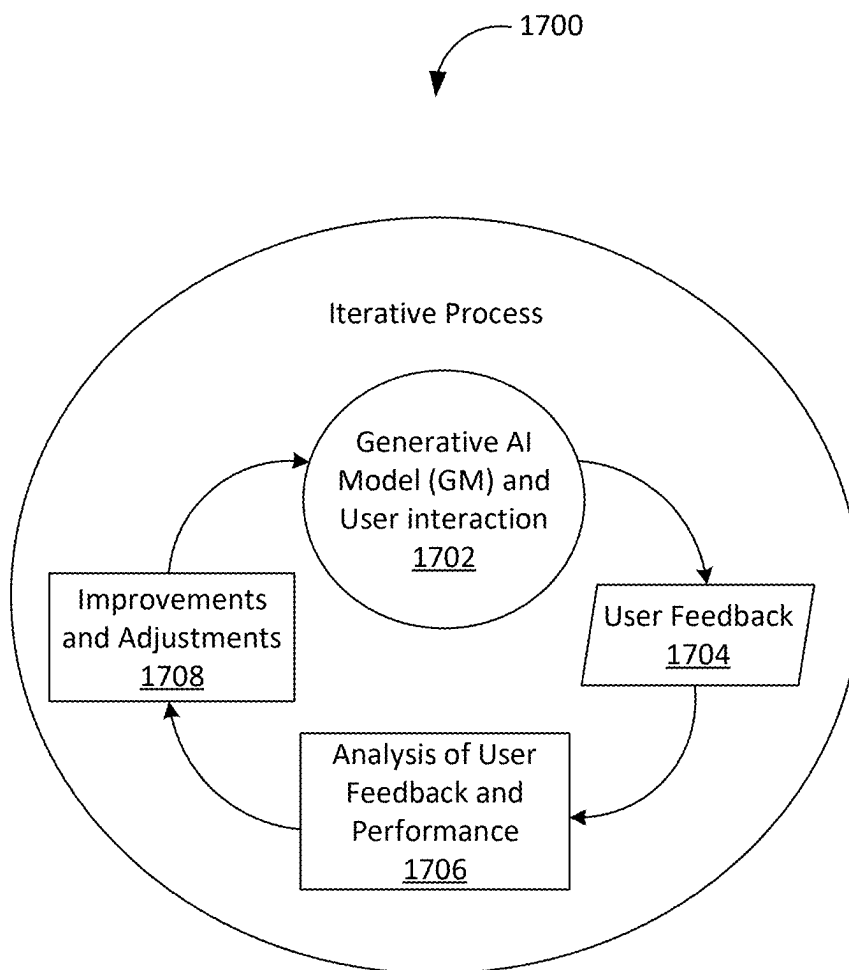 1700
Iterative Process
Generative AI
Model (GM) and
User interaction
1702
User Feedback
1704
Improvements
and Adjustments
1708
Analysis of User
Feedback and
Performance
1706